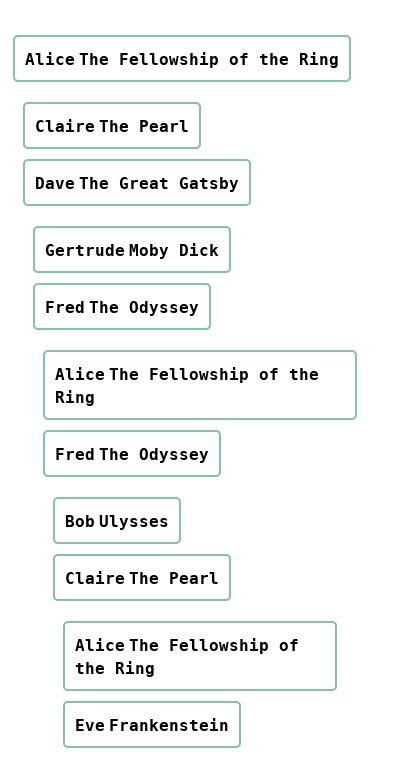 Alice The Fellowship of the Ring
Claire The Pearl
Dave The Great Gatsby
Gertrude Moby Dick
Fred The Odyssey
Alice The Fellowship of the
Ring
Fred The Odyssey
Bob Ulysses
Claire The Pearl
Alice The Fellowship of
the Ring
Eve Frankenstein